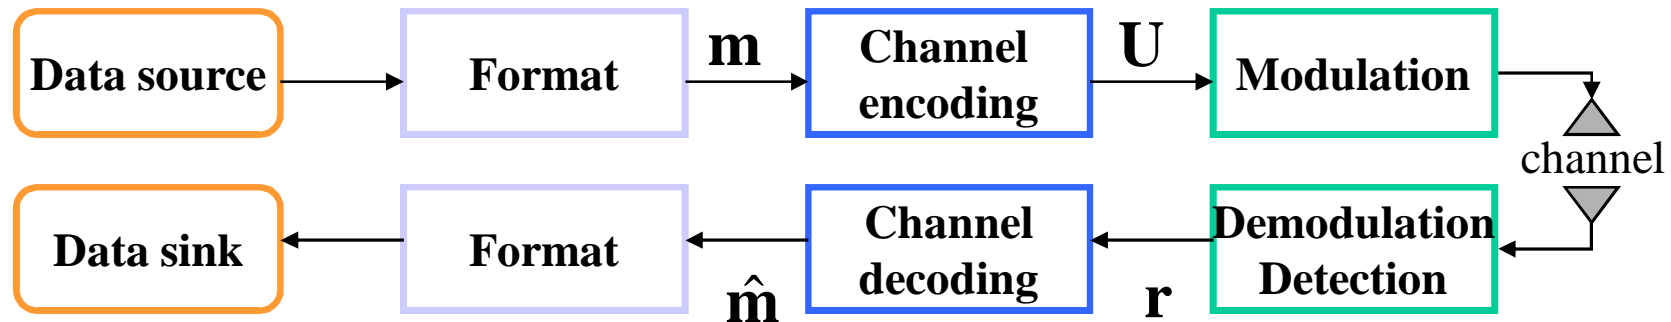 Data source
Format
m
Channel
encoding
U
Modulation
channel
Data sink
Format
m̂
Channel
decoding
r
Demodulation
Detection